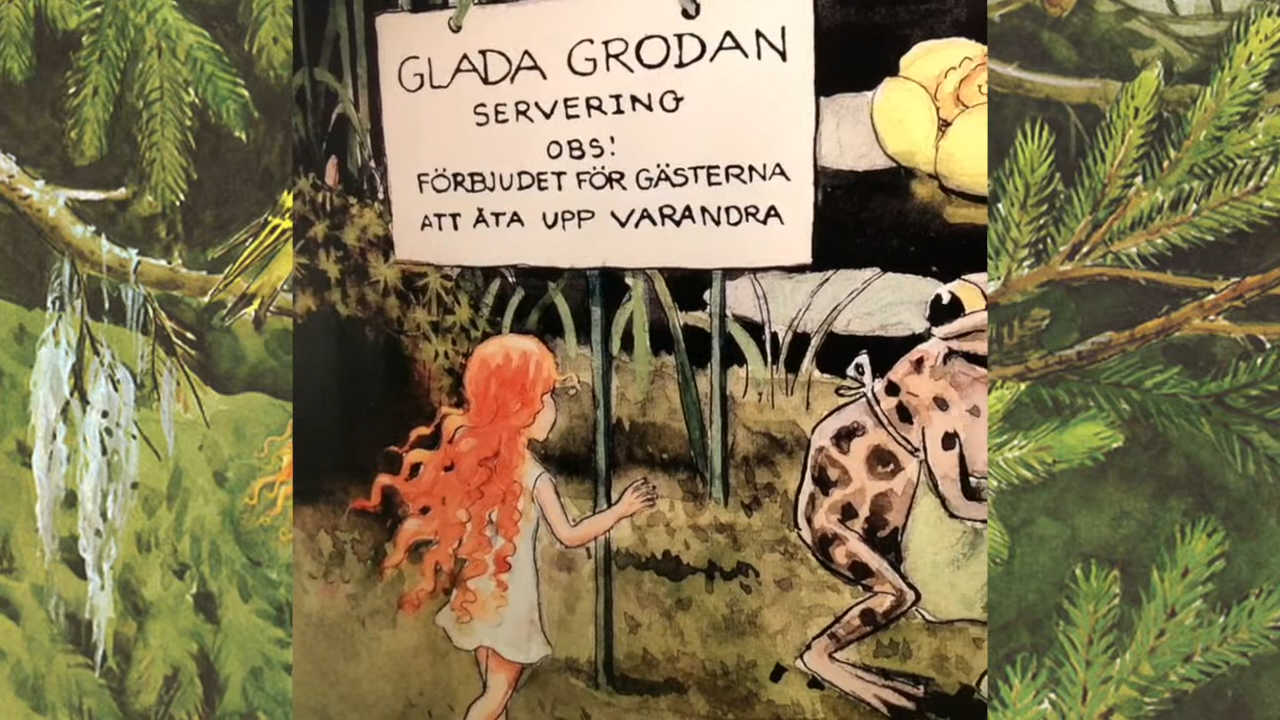 GLADA GRODAN
SERVERING
OBS!
FÖRBJUDET FÖR GÄSTERNA
ATT ÄTA UPP VARANDRA